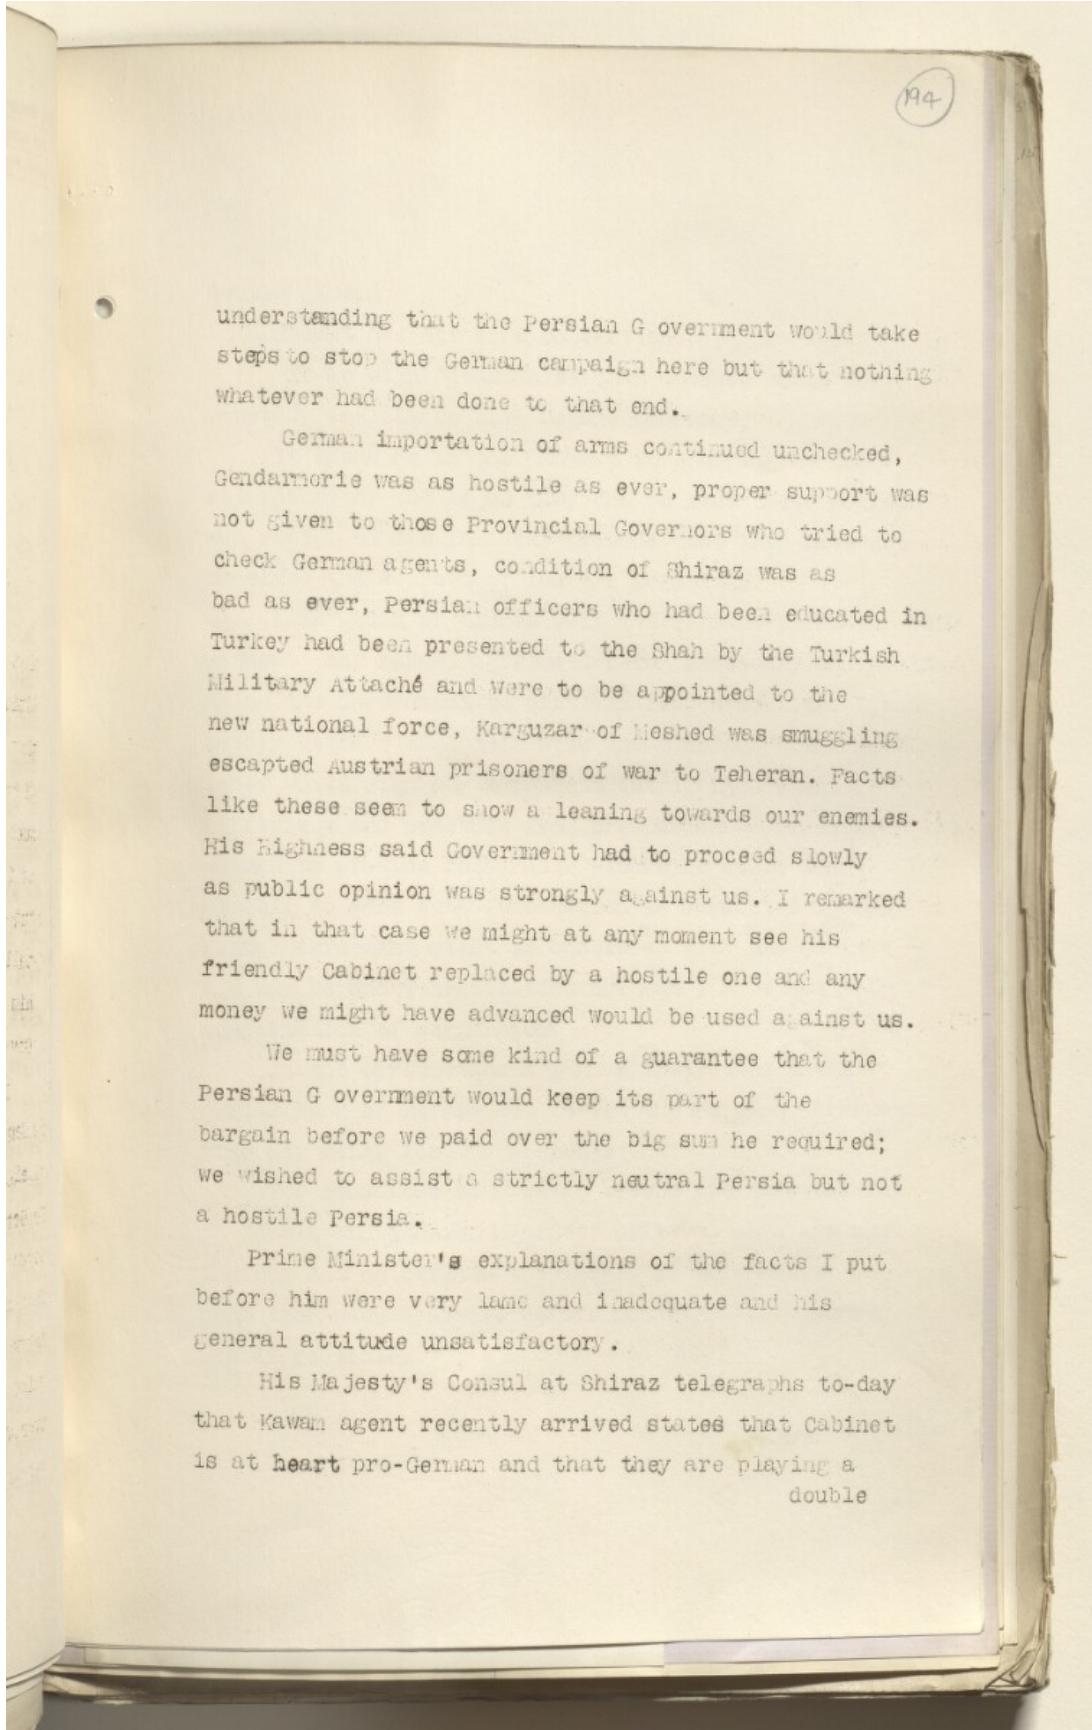 194
understanding that the Persian G overnment would take
steps to stop the German campaign here but that nothing
whatever had been done to that end.
German importation of arms continued unchecked,
Gendarmerie was as hostile as ever, proper support was
not given to those Provincial Governors who tried to
check German agents, condition of Shiraz was as
bad as ever, Persian officers who had been educated in
Turkey had been presented to the Shah by the Turkish
Military Attaché and were to be appointed to the
new national force, Karguzar of Meshed was smuggling
escapted Austrian prisoners of war to Teheran. Facts
like these seem to show a leaning towards our enemies.
His Highness said Government had to proceed slowly
as public opinion was strongly against us. I remarked
that in that case we might at any moment see his
friendly Cabinet replaced by a hostile one and any
money we might have advanced would be used against us.
We must have some kind of a guarantee that the
Persian G overnment would keep its part of the
bargain before we paid over the big sum he required;
we wished to assist a strictly neutral Persia but not
a hostile Persia.
Prime Minister's explanations of the facts I put
before him were very lame and inadequate and his
general attitude unsatisfactory.
His Majesty's Consul at Shiraz telegraphs to-day
that Kawam agent recently arrived states that Cabinet
is at heart pro-German and that they are playing a
double